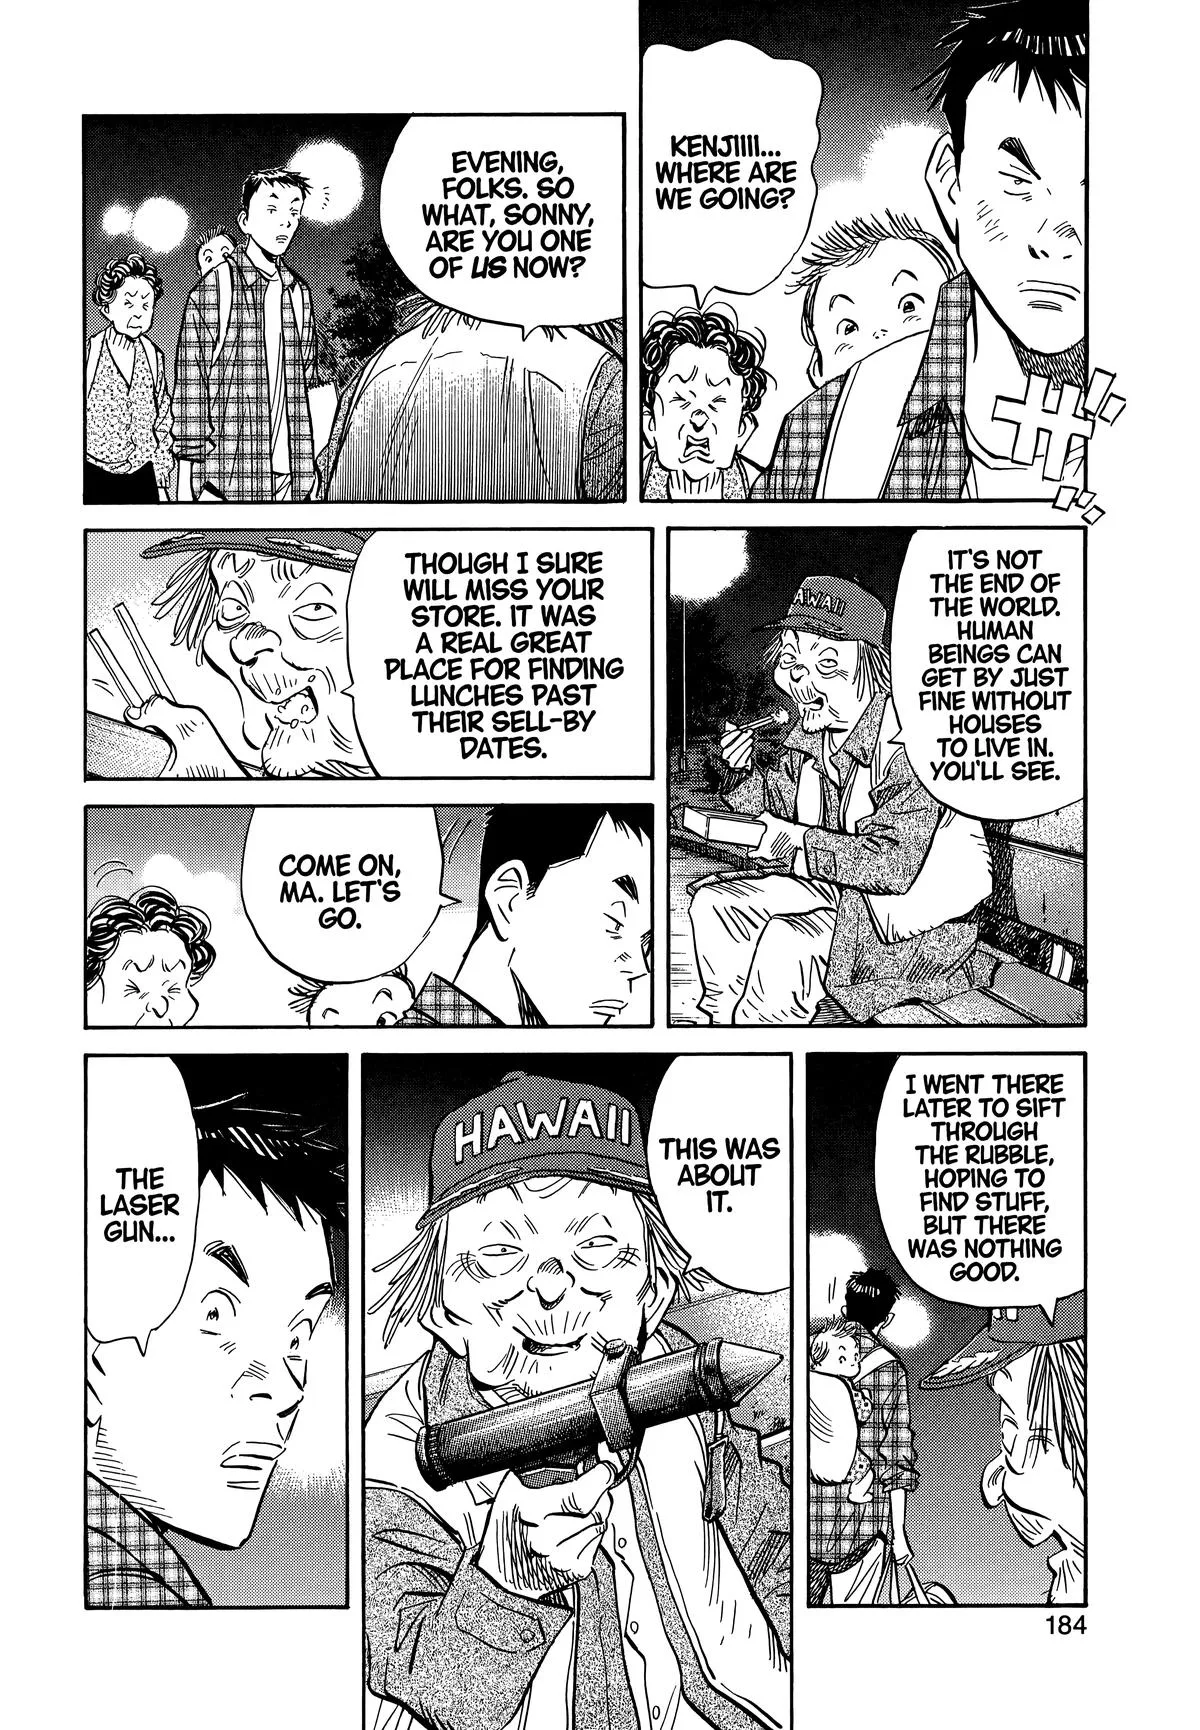 KENJIIII...
WHERE ARE
WE GOING?
ザッ
EVENING,
FOLKS. SO
WHAT, SONNY,
ARE YOU ONE
OF US NOW?
IT'S NOT
THE END OF
THE WORLD.
HUMAN
BEINGS CAN
GET BY JUST
FINE WITHOUT
HOUSES
TO LIVE IN.
YOU'LL SEE.
HAWAII
THOUGH I SURE
WILL MISS YOUR
STORE. IT WAS
A REAL GREAT
PLACE FOR FINDING
LUNCHES PAST
THEIR SELL-BY
DATES.
COME ON,
MA. LET'S
GO.
I WENT THERE
LATER TO SIFT
THROUGH
THE RUBBLE,
HOPING TO
FIND STUFF,
BUT THERE
WAS NOTHING
GOOD.
THIS WAS
ABOUT
IT.
HAWAII
THE
LASER
GUN...
184